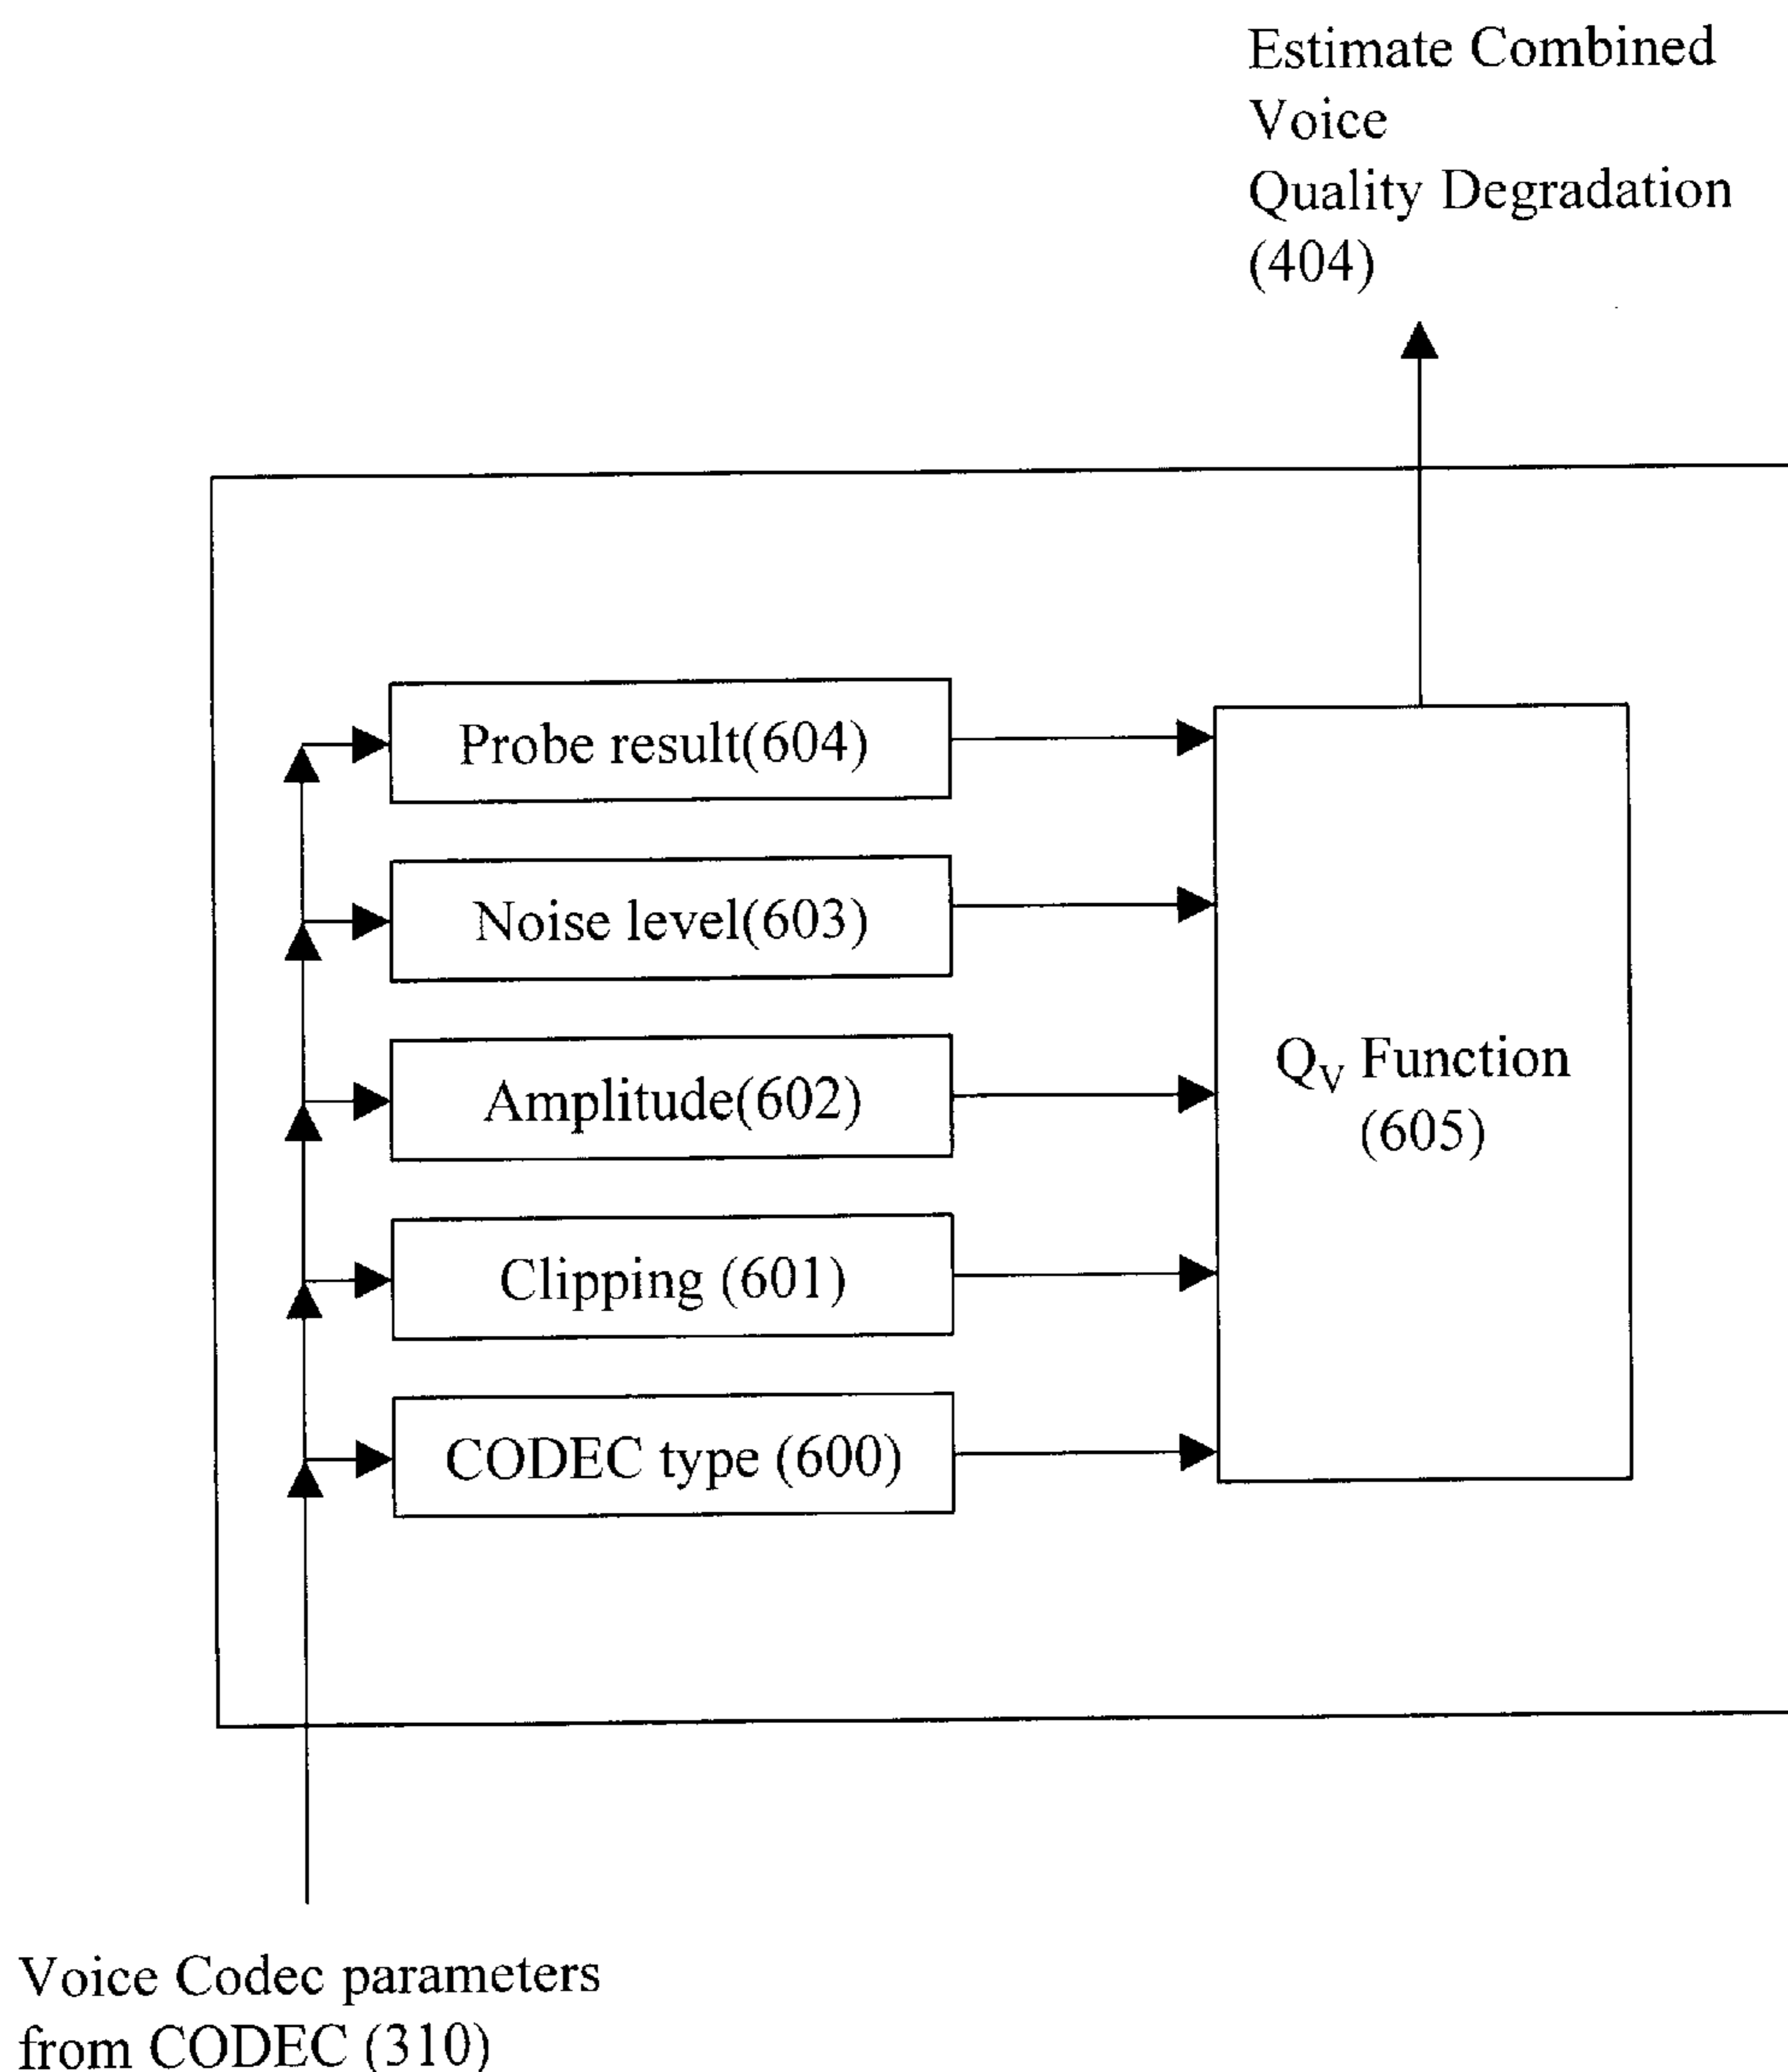 Estimate Combined
Voice
Quality Degradation
(404)
Probe result(604)
Noise level(603)
Amplitude(602)
Clipping (601)
CODEC type (600)
QV Function
(605)
Voice Codec parameters
from CODEC (310)